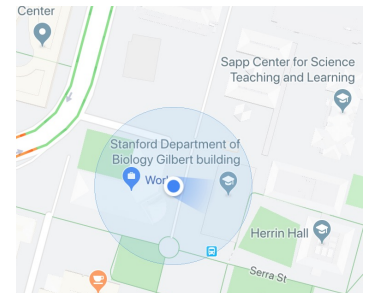 Center
Sapp Center for Science
Teaching and Learning
Stanford Department of
Biology Gilbert building
Herrin Hall
Serra St